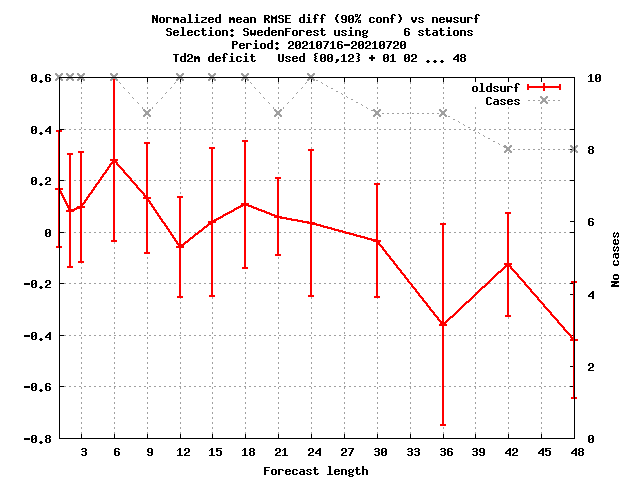 Normalized mean RMSE diff (90% conf) vs newsurf
Selection: SwedenForest using     6 stations
Period: 20210716-20210720
Td2m deficit   Used {00,12} + 01 02 ... 48
oldsurf
Cases
0.6
0.4
0.2
0
-0.2
-0.4
-0.6
-0.8
10
8
6
4
2
0
No cases
3 6 9 12 15 18 21 24 27 30 33 36 39 42 45 48
Forecast length